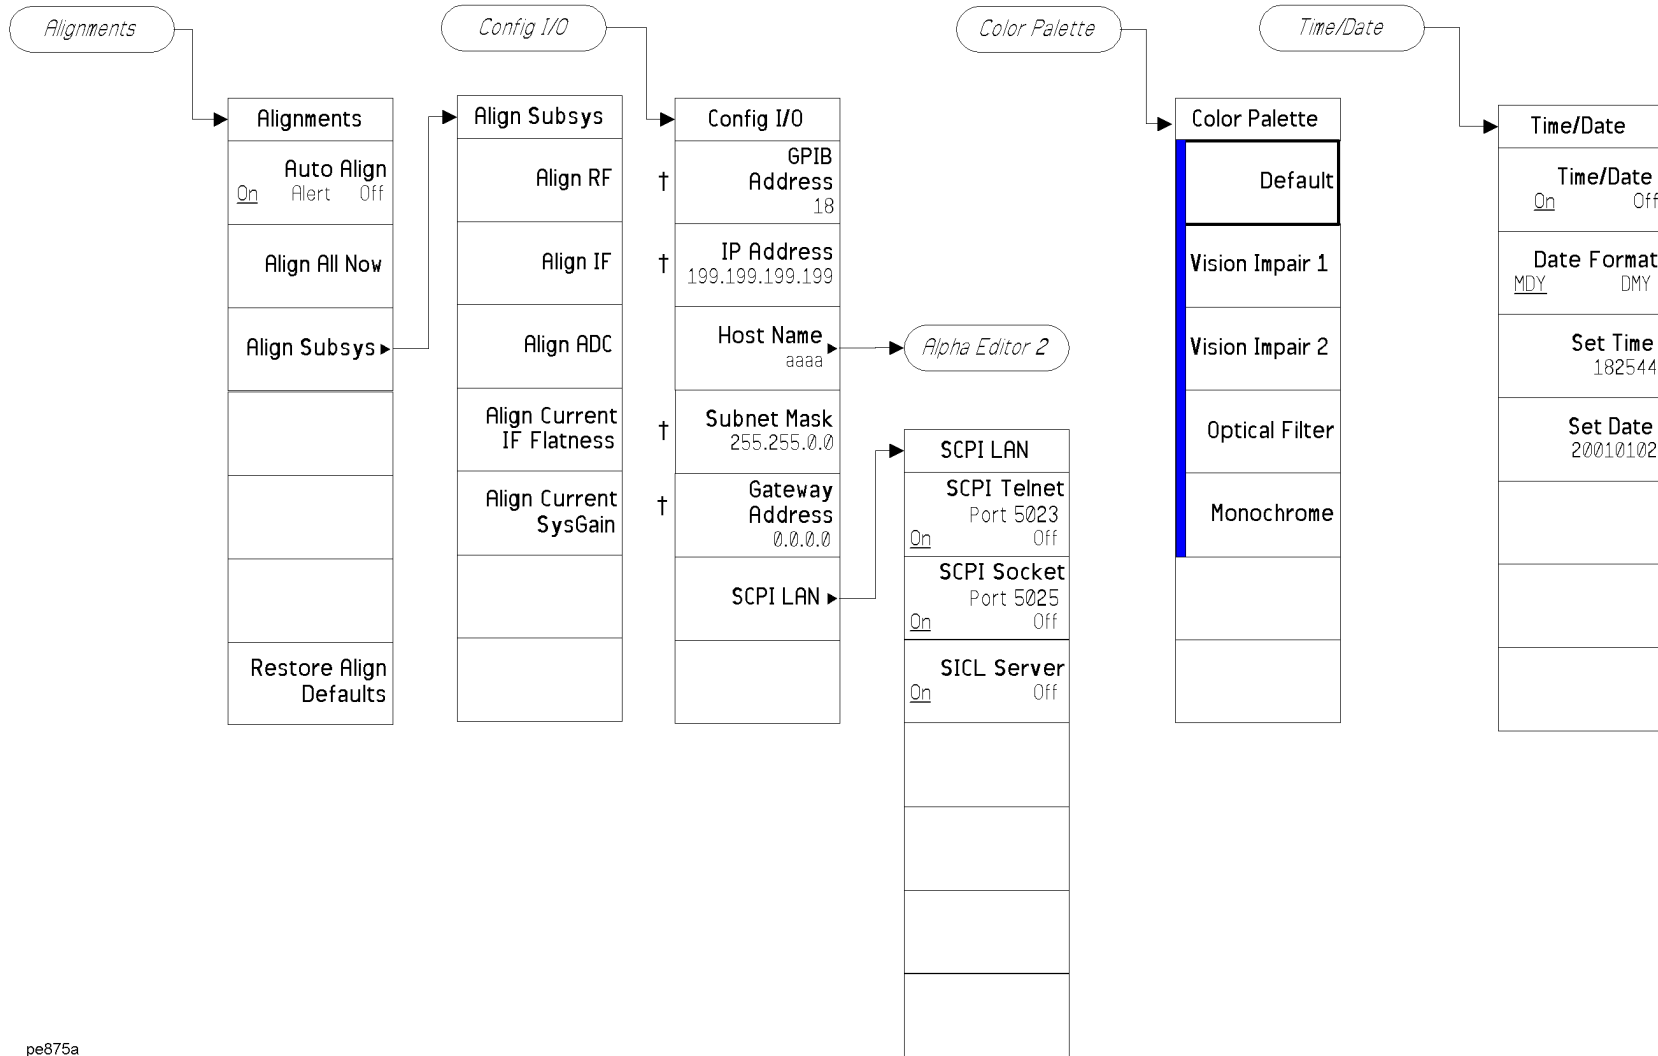 Alignments
Config I/O
Color Palette
Time/Date
Alignments
Auto Align
On Alert Off
Align All Now
Align Subsys
Restore Align
Defaults
Align Subsys
Align RF
Align IF
Align ADC
Align Current
IF Flatness
Align Current
SysGain
Config I/O
† GPIB
Address
18
† IP Address
199.199.199.199
Host Name
aaaa
Alpha Editor 2
† Subnet Mask
255.255.0.0
† Gateway
Address
0.0.0.0
SCPI LAN
SCPI LAN
SCPI Telnet
Port 5023
On Off
SCPI Socket
Port 5025
On Off
SICL Server
On Off
Color Palette
Default
Vision Impair 1
Vision Impair 2
Optical Filter
Monochrome
Time/Date
Time/Date
On Off
Date Format
MDY DMY
Set Time
182544
Set Date
20010102
pe875a